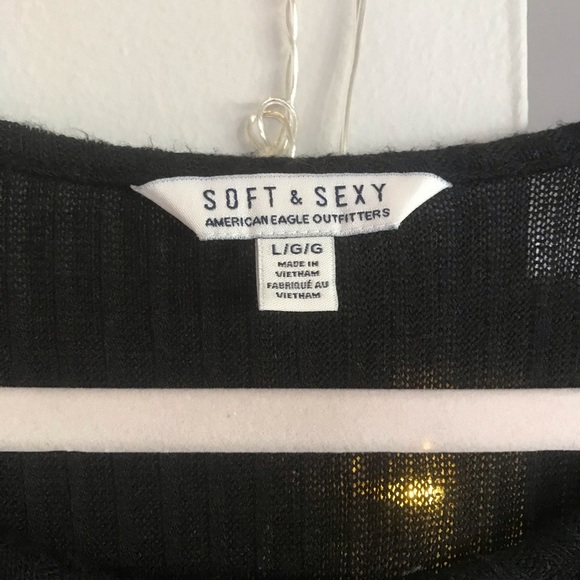 SOFT & SEXY
AMERICAN EAGLE OUTFITTERS
L/G/G
MADE IN
VIETNAM
FABRIQUÉ AU
VIETNAM